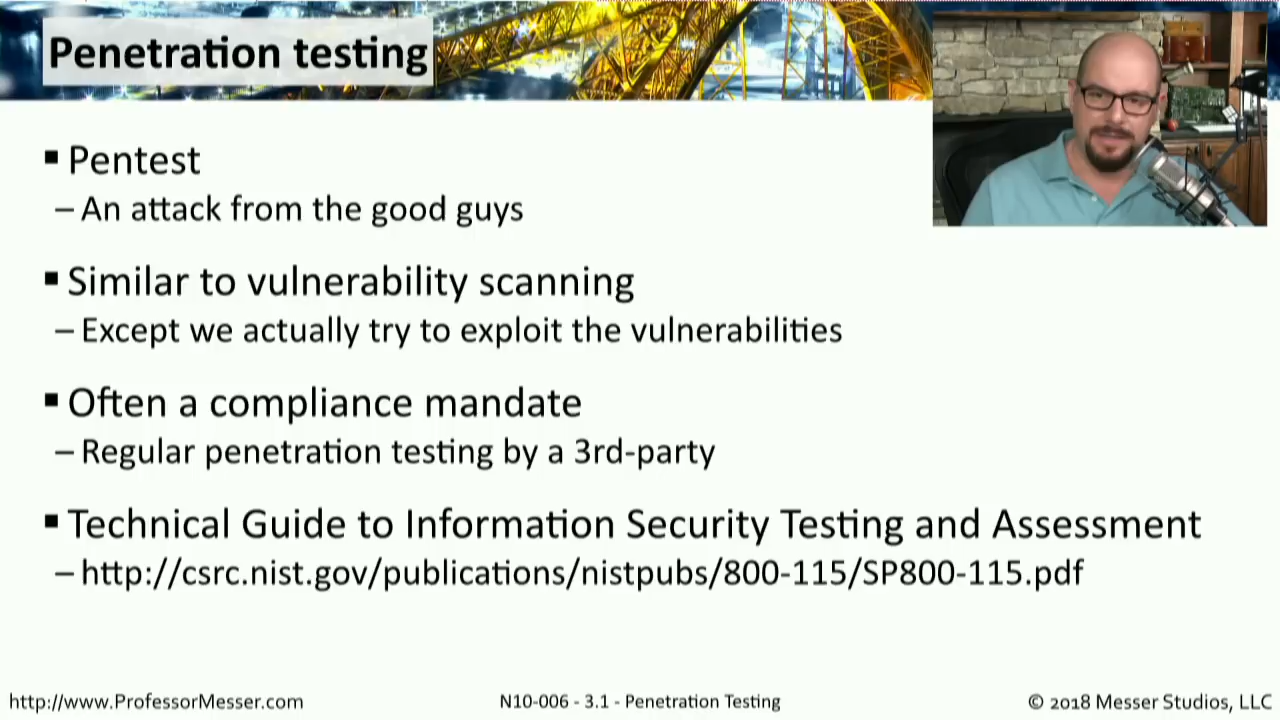 Penetration testing
▪ Pentest
– An attack from the good guys
▪ Similar to vulnerability scanning
– Except we actually try to exploit the vulnerabilities
▪ Often a compliance mandate
– Regular penetration testing by a 3rd-party
▪ Technical Guide to Information Security Testing and Assessment
– http://csrc.nist.gov/publications/nistpubs/800-115/SP800-115.pdf
http://www.ProfessorMesser.com
N10-006 - 3.1 - Penetration Testing
© 2018 Messer Studios, LLC